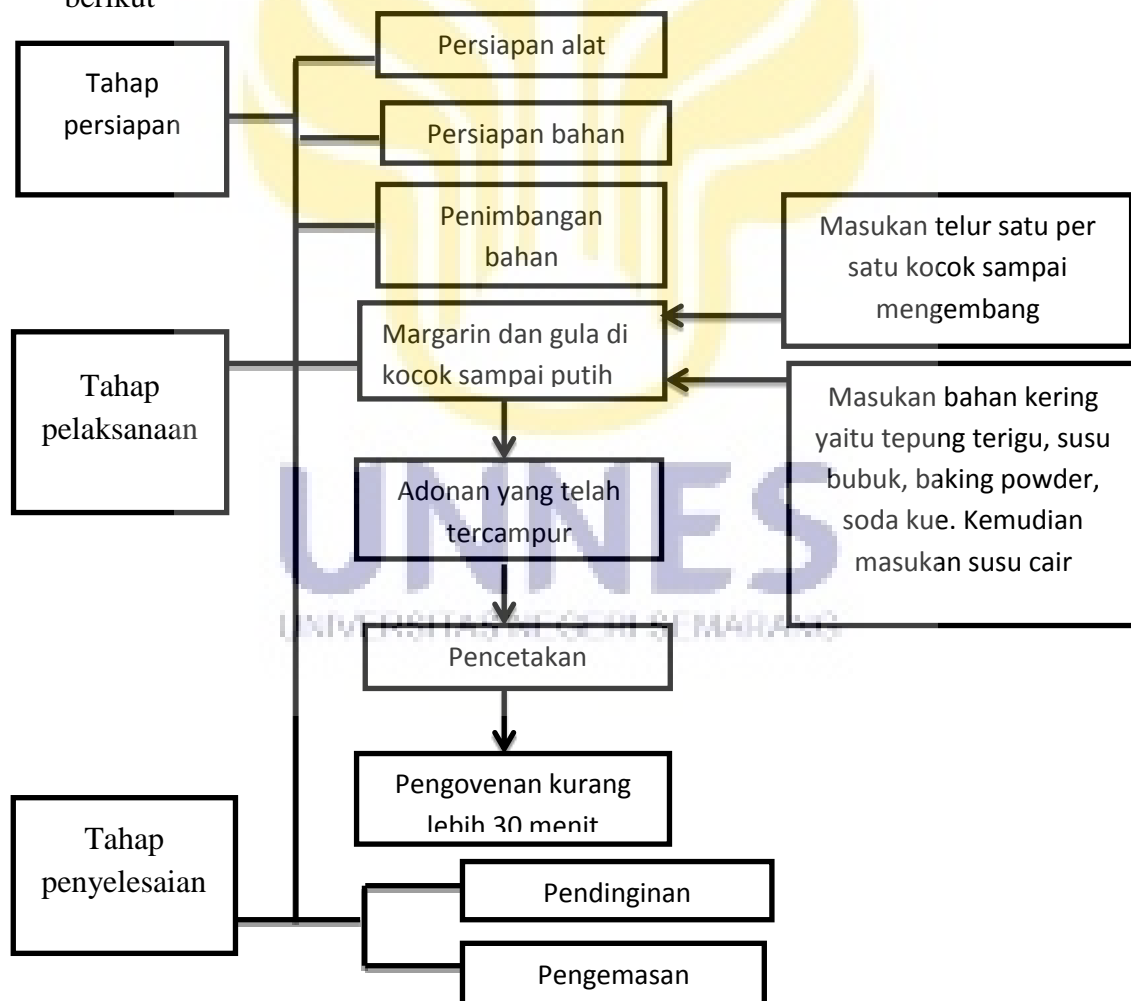 berikut
Tahap
persiapan
Persiapan alat
Persiapan bahan
Penimbangan
bahan
Tahap
pelaksanaan
Margarin dan gula di
kocok sampai putih
Masukan telur satu per
satu kocok sampai
mengembang
Masukan bahan kering
yaitu tepung terigu, susu
bubuk, baking powder,
soda kue. Kemudian
masukan susu cair
Adonan yang telah
tercampur
UNNES
UNIVERSITAS NEGERI SEMARANG
Pencetakan
Pengovenan kurang
lebih 30 menit
Tahap
penyelesaian
Pendinginan
Pengemasan